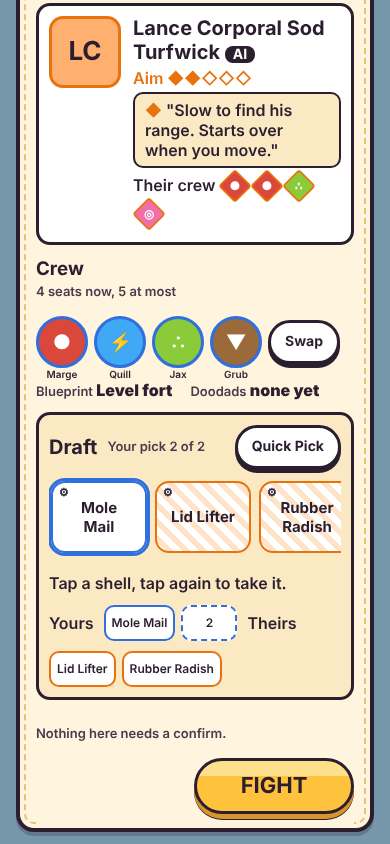 LC
Lance Corporal Sod
Turfwick AI
Aim
"Slow to find his
range. Starts over
when you move."
Their crew
Crew
4 seats now, 5 at most
Marge Quill Jax Grub Swap
Blueprint Level fort Doodads none yet
Draft Your pick 2 of 2 Quick Pick
Mole
Mail
Lid Lifter
Rubber
Radish
Tap a shell, tap again to take it.
Yours Mole Mail 2 Theirs
Lid Lifter Rubber Radish
Nothing here needs a confirm.
FIGHT